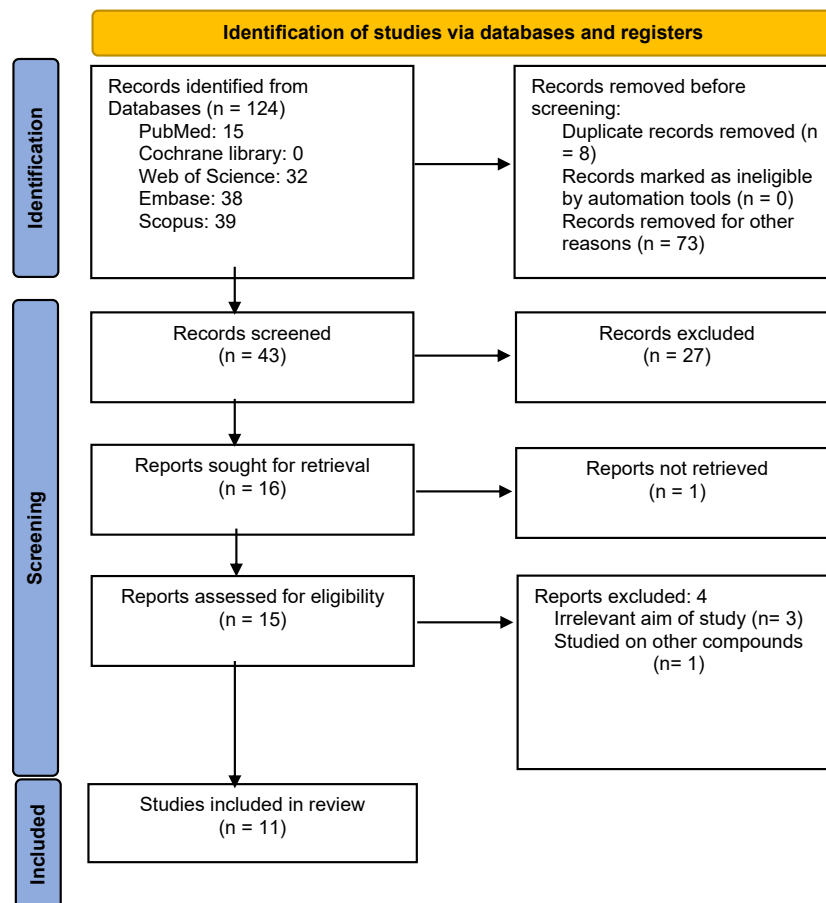 Identification of studies via databases and registers
Identification
Records identified from
Databases (n = 124)
PubMed: 15
Cochrane library: 0
Web of Science: 32
Embase: 38
Scopus: 39
Records removed before
screening:
Duplicate records removed (n
= 8)
Records marked as ineligible
by automation tools (n = 0)
Records removed for other
reasons (n = 73)
Screening
Records screened
(n = 43)
Records excluded
(n = 27)
Reports sought for retrieval
(n = 16)
Reports not retrieved
(n = 1)
Reports assessed for eligibility
(n = 15)
Reports excluded: 4
Irrelevant aim of study (n= 3)
Studied on other compounds
(n= 1)
Included
Studies included in review
(n = 11)